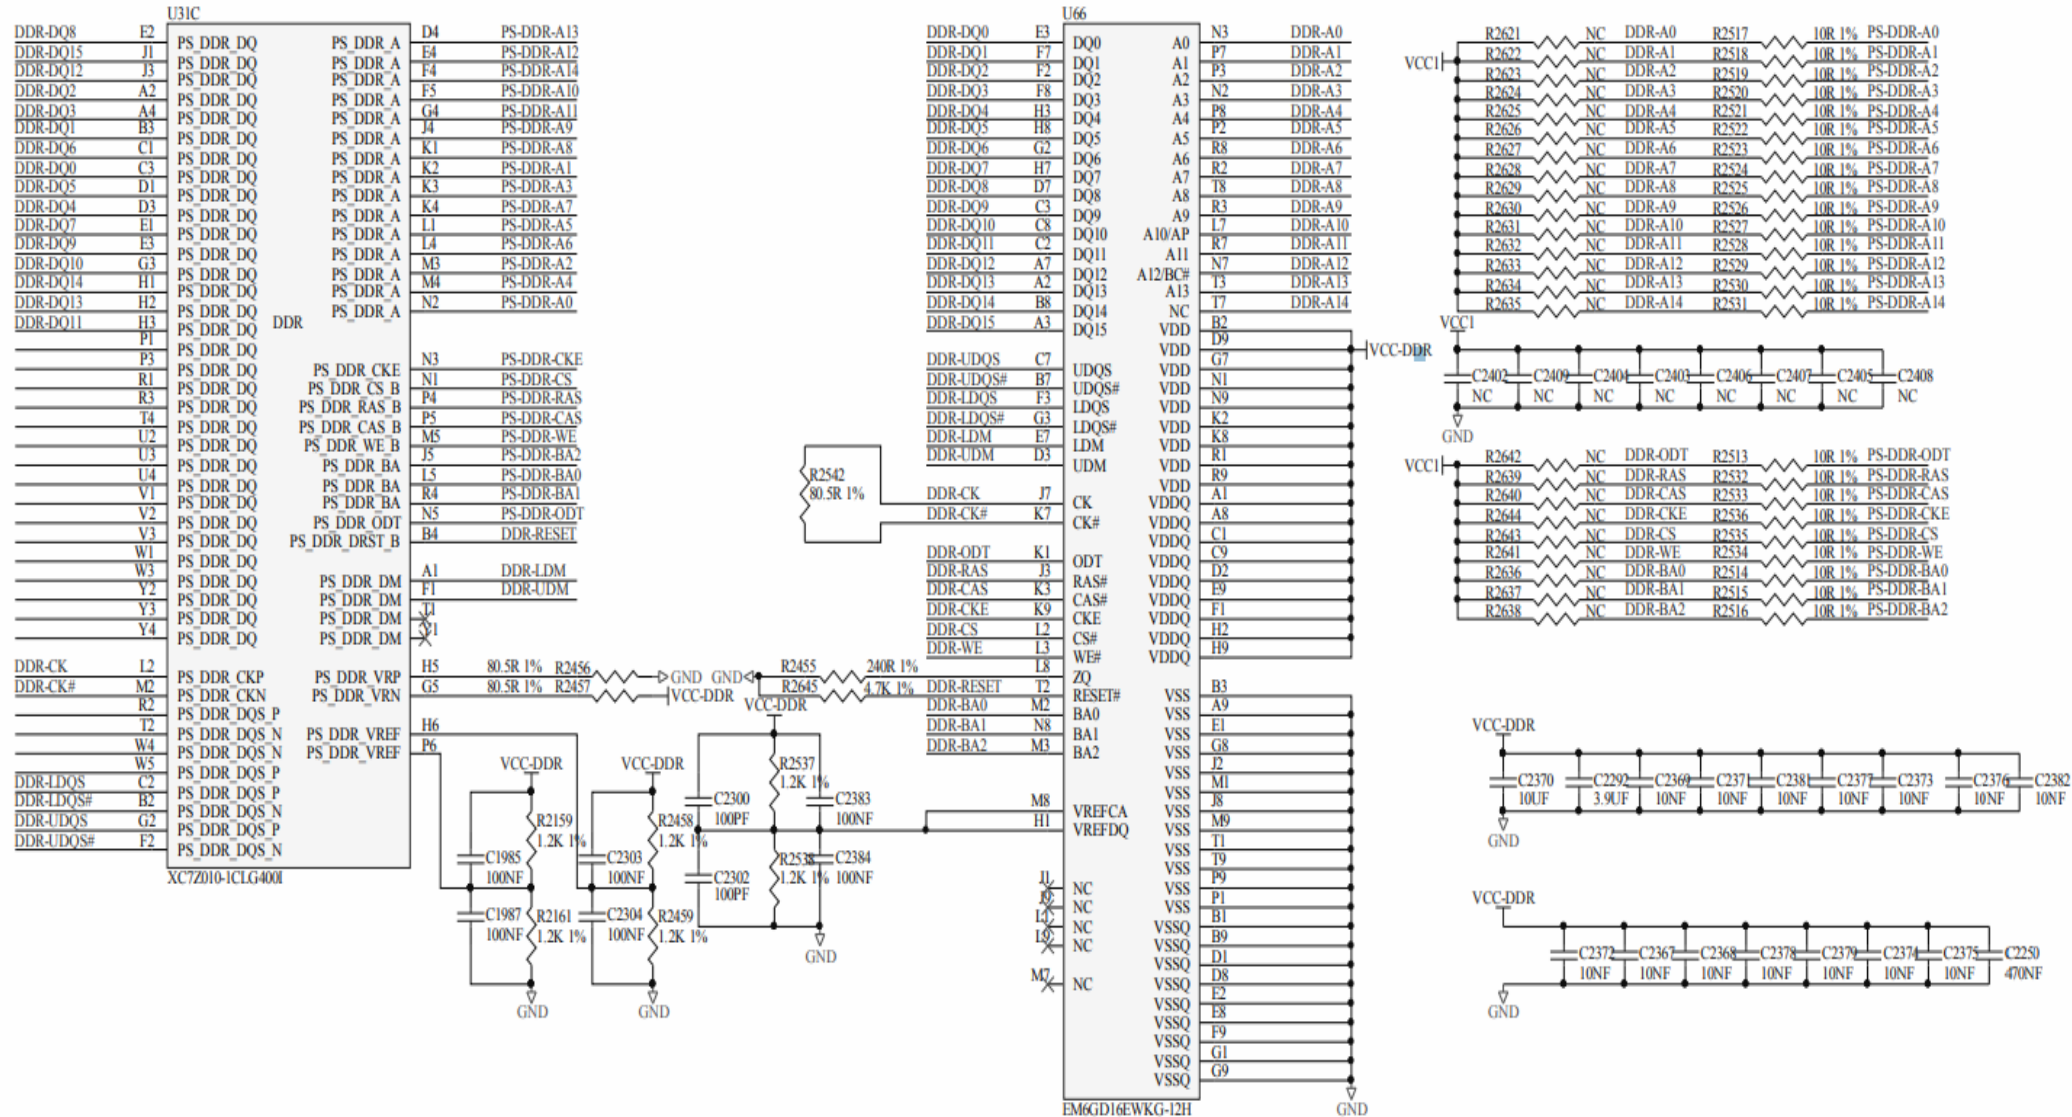 U31C
DDR-DQ8 E2 PS_DDR_DQ PS_DDR_A D4 PS-DDR-A13
DDR-DQ15 J1 PS_DDR_DQ PS_DDR_A E4 PS-DDR-A12
DDR-DQ12 J3 PS_DDR_DQ PS_DDR_A F4 PS-DDR-A14
DDR-DQ2 A2 PS_DDR_DQ PS_DDR_A F5 PS-DDR-A10
DDR-DQ3 A4 PS_DDR_DQ PS_DDR_A G4 PS-DDR-A11
DDR-DQ1 B3 PS_DDR_DQ PS_DDR_A J4 PS-DDR-A9
DDR-DQ6 C1 PS_DDR_DQ PS_DDR_A K1 PS-DDR-A8
DDR-DQ0 C3 PS_DDR_DQ PS_DDR_A K2 PS-DDR-A1
DDR-DQ5 D1 PS_DDR_DQ PS_DDR_A K3 PS-DDR-A3
DDR-DQ4 D3 PS_DDR_DQ PS_DDR_A K4 PS-DDR-A7
DDR-DQ7 E1 PS_DDR_DQ PS_DDR_A L1 PS-DDR-A5
DDR-DQ9 E3 PS_DDR_DQ PS_DDR_A L4 PS-DDR-A6
DDR-DQ10 G3 PS_DDR_DQ PS_DDR_A M3 PS-DDR-A2
DDR-DQ14 H1 PS_DDR_DQ PS_DDR_A M4 PS-DDR-A4
DDR-DQ13 H2 PS_DDR_DQ PS_DDR_A N2 PS-DDR-A0
DDR-DQ11 H3 PS_DDR_DQ DDR
P1 PS_DDR_DQ
P3 PS_DDR_DQ PS_DDR_CKE N3 PS-DDR-CKE
R1 PS_DDR_DQ PS_DDR_CS_B N1 PS-DDR-CS
R3 PS_DDR_DQ PS_DDR_RAS_B P4 PS-DDR-RAS
T4 PS_DDR_DQ PS_DDR_CAS_B P5 PS-DDR-CAS
U2 PS_DDR_DQ PS_DDR_WE_B M5 PS-DDR-WE
U3 PS_DDR_DQ PS_DDR_BA J5 PS-DDR-BA2
U4 PS_DDR_DQ PS_DDR_BA L5 PS-DDR-BA0
V1 PS_DDR_DQ PS_DDR_BA R4 PS-DDR-BA1
V2 PS_DDR_DQ PS_DDR_ODT N5 PS-DDR-ODT
V3 PS_DDR_DQ PS_DDR_DRST_B B4 DDR-RESET
W1 PS_DDR_DQ
W3 PS_DDR_DQ PS_DDR_DM A1 DDR-LDM
Y2 PS_DDR_DQ PS_DDR_DM F1 DDR-UDM
Y3 PS_DDR_DQ PS_DDR_DM T1
Y4 PS_DDR_DQ PS_DDR_DM
DDR-CK L2 PS_DDR_CKP PS_DDR_VRP H5 80.5R 1% R2456 GND
DDR-CK# M2 PS_DDR_CKN PS_DDR_VRN G5 80.5R 1% R2457 VCC-DDR
R2 PS_DDR_DQS_P
T2 PS_DDR_DQS_N PS_DDR_VREF H6
W4 PS_DDR_DQS_N PS_DDR_VREF P6
W5 PS_DDR_DQS_P
DDR-LDQS C2 PS_DDR_DQS_P
DDR-LDQS# B2 PS_DDR_DQS_N
DDR-UDQS G2 PS_DDR_DQS_P
DDR-UDQS# F2 PS_DDR_DQS_N
XC7Z010-1CLG400I
VCC-DDR
R2159
1.2K 1%
C1985
100NF
C1987
100NF
R2161
1.2K 1%
GND
VCC-DDR
R2458
1.2K 1%
C2303
100NF
C2304
100NF
R2459
1.2K 1%
GND
GND R2455 240R 1%
R2645 4.7K 1%
VCC-DDR
R2537
1.2K 1%
C2300
100PF
C2383
100NF
R2538
1.2K 1%
C2302
100PF
C2384
100NF
GND
R2542
80.5R 1%
U66
DDR-DQ0 E3 DQ0 A0 N3 DDR-A0
DDR-DQ1 F7 DQ1 A1 P7 DDR-A1
DDR-DQ2 F2 DQ2 A2 P3 DDR-A2
DDR-DQ3 F8 DQ3 A3 N2 DDR-A3
DDR-DQ4 H3 DQ4 A4 P8 DDR-A4
DDR-DQ5 H8 DQ5 A5 P2 DDR-A5
DDR-DQ6 G2 DQ6 A6 R8 DDR-A6
DDR-DQ7 H7 DQ7 A7 R2 DDR-A7
DDR-DQ8 D7 DQ8 A8 T8 DDR-A8
DDR-DQ9 C3 DQ9 A9 R3 DDR-A9
DDR-DQ10 C8 DQ10 A10/AP L7 DDR-A10
DDR-DQ11 C2 DQ11 A11 R7 DDR-A11
DDR-DQ12 A7 DQ12 A12/BC# N7 DDR-A12
DDR-DQ13 A2 DQ13 A13 T3 DDR-A13
DDR-DQ14 B8 DQ14 NC T7 DDR-A14
DDR-DQ15 A3 DQ15 VDD B2
VDD D9 VCC-DDR
DDR-UDQS C7 UDQS VDD G7
DDR-UDQS# B7 UDQS# VDD N1
DDR-LDQS F3 LDQS VDD N9
DDR-LDQS# G3 LDQS# VDD K2
DDR-LDM E7 LDM VDD K8
DDR-UDM D3 UDM VDD R1
VDD R9
DDR-CK J7 CK VDDQ A1
DDR-CK# K7 CK# VDDQ A8
VDDQ C1
DDR-ODT K1 ODT VDDQ C9
DDR-RAS J3 RAS# VDDQ D2
DDR-CAS K3 CAS# VDDQ E9
DDR-CKE K9 CKE VDDQ F1
DDR-CS L2 CS# VDDQ H2
DDR-WE L3 WE# VDDQ H9
L8 ZQ
DDR-RESET T2 RESET# VSS B3
DDR-BA0 M2 BA0 VSS A9
DDR-BA1 N8 BA1 VSS E1
DDR-BA2 M3 BA2 VSS G8
VSS J2
VSS M1
M8 VREFCA VSS J8
H1 VREFDQ VSS M9
VSS T1
VSS T9
J1 NC VSS P9
J9 NC VSS P1
L1 NC VSSQ B1
L9 NC VSSQ B9
VSSQ D1
M7 NC VSSQ D8
VSSQ E2
VSSQ E8
VSSQ F9
VSSQ G1
VSSQ G9
EM6GD16EWKG-12H
GND
VCC1
R2621 NC DDR-A0 R2517 10R 1% PS-DDR-A0
R2622 NC DDR-A1 R2518 10R 1% PS-DDR-A1
R2623 NC DDR-A2 R2519 10R 1% PS-DDR-A2
R2624 NC DDR-A3 R2520 10R 1% PS-DDR-A3
R2625 NC DDR-A4 R2521 10R 1% PS-DDR-A4
R2626 NC DDR-A5 R2522 10R 1% PS-DDR-A5
R2627 NC DDR-A6 R2523 10R 1% PS-DDR-A6
R2628 NC DDR-A7 R2524 10R 1% PS-DDR-A7
R2629 NC DDR-A8 R2525 10R 1% PS-DDR-A8
R2630 NC DDR-A9 R2526 10R 1% PS-DDR-A9
R2631 NC DDR-A10 R2527 10R 1% PS-DDR-A10
R2632 NC DDR-A11 R2528 10R 1% PS-DDR-A11
R2633 NC DDR-A12 R2529 10R 1% PS-DDR-A12
R2634 NC DDR-A13 R2530 10R 1% PS-DDR-A13
R2635 NC DDR-A14 R2531 10R 1% PS-DDR-A14
VCC1
C2402 C2409 C2404 C2403 C2406 C2407 C2405 C2408
NC NC NC NC NC NC NC NC
GND
VCC1
R2642 NC DDR-ODT R2513 10R 1% PS-DDR-ODT
R2639 NC DDR-RAS R2532 10R 1% PS-DDR-RAS
R2640 NC DDR-CAS R2533 10R 1% PS-DDR-CAS
R2644 NC DDR-CKE R2536 10R 1% PS-DDR-CKE
R2643 NC DDR-CS R2535 10R 1% PS-DDR-CS
R2641 NC DDR-WE R2534 10R 1% PS-DDR-WE
R2636 NC DDR-BA0 R2514 10R 1% PS-DDR-BA0
R2637 NC DDR-BA1 R2515 10R 1% PS-DDR-BA1
R2638 NC DDR-BA2 R2516 10R 1% PS-DDR-BA2
VCC-DDR
C2370 C2292 C2369 C2371 C2381 C2377 C2373 C2376 C2382
10UF 3.9UF 10NF 10NF 10NF 10NF 10NF 10NF 10NF
GND
VCC-DDR
C2372 C2367 C2368 C2378 C2379 C2374 C2375 C2250
10NF 10NF 10NF 10NF 10NF 10NF 10NF 470NF
GND